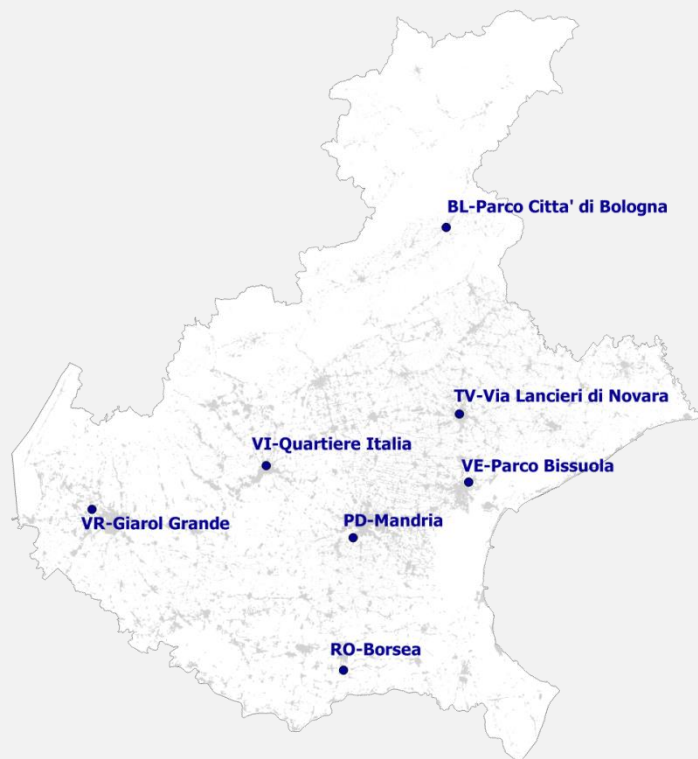 BL-Parco Citta' di Bologna
TV-Via Lancieri di Novara
VI-Quartiere Italia
VE-Parco Bissuola
VR-Giarol Grande
PD-Mandria
RO-Borsea